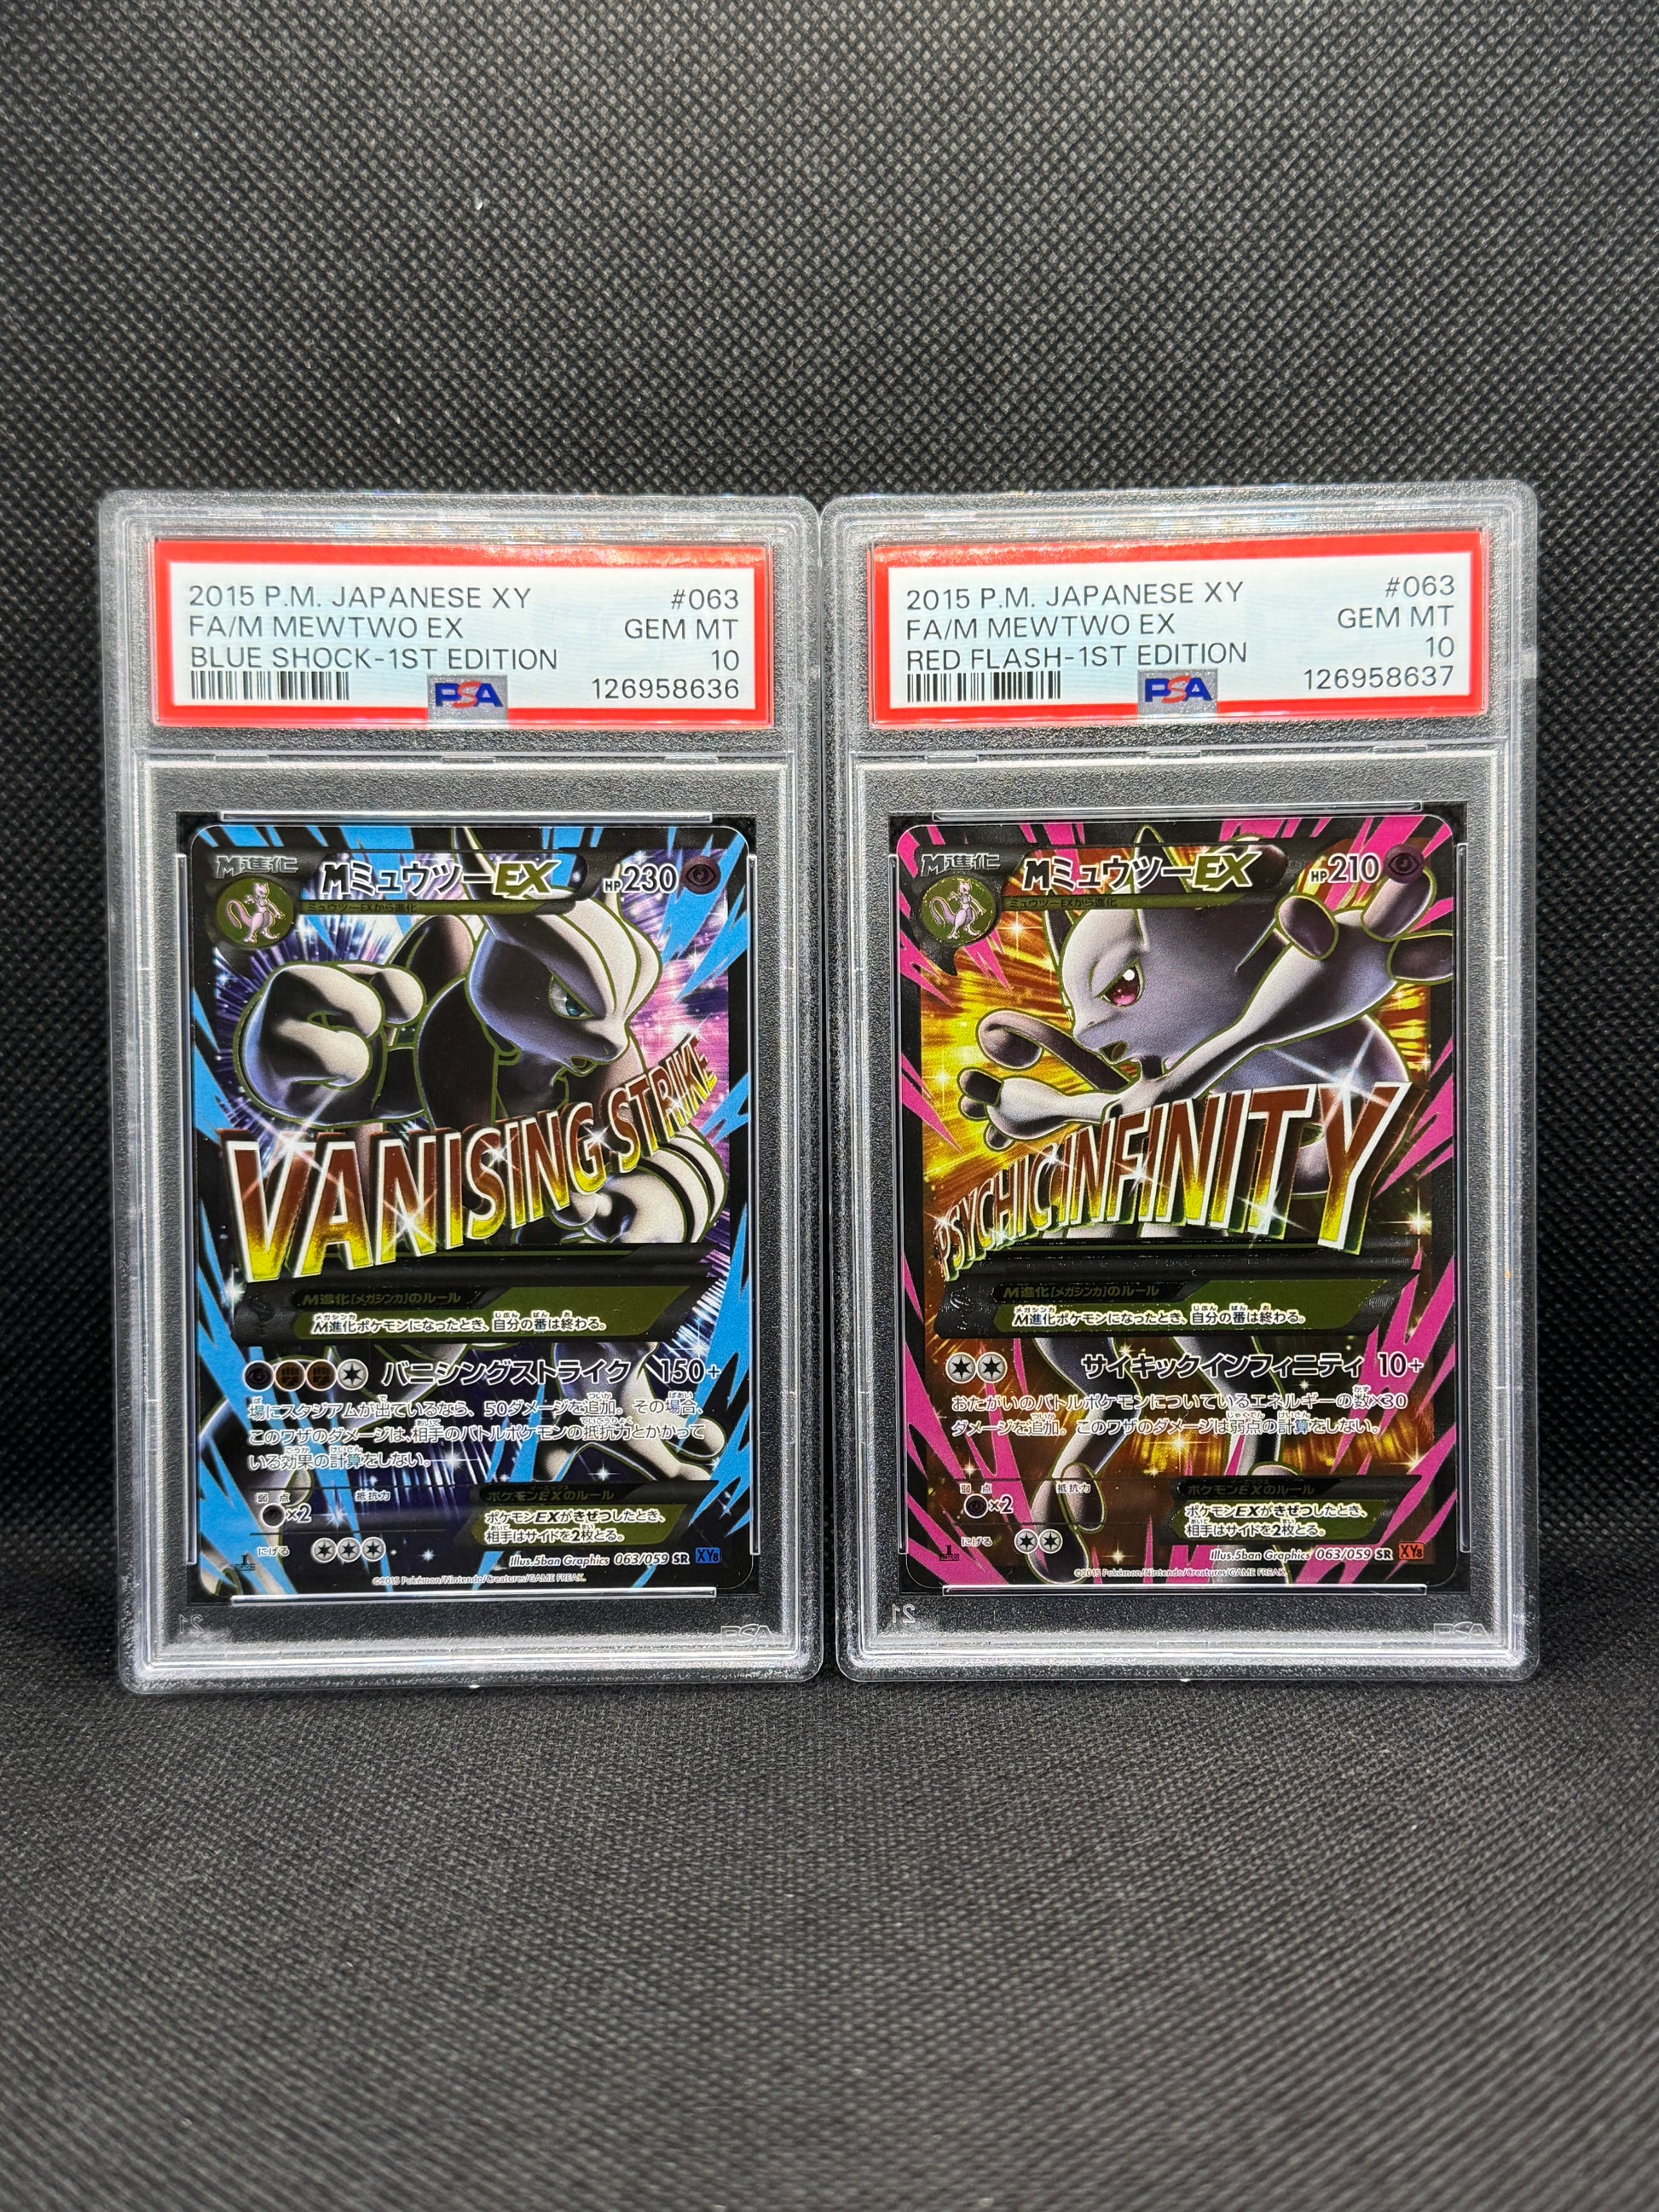 2015 P.M. JAPANESE XY #063
FA/M MEWTWO EX GEM MT
BLUE SHOCK-1ST EDITION 10
PSA 126958636
M進化 MミュウツーEX HP230
ミュウツーEXから進化
VANISING STRIKE
M進化[メガシンカ]のルール
M進化ポケモンになったとき、自分の番は終わる。
バニシングストライク 150+
場にスタジアムが出ているなら、50ダメージを追加。その場合、
このワザのダメージは、相手のバトルポケモンの抵抗力とかかって
いる効果の計算をしない。
弱点 ×2 抵抗力
ポケモンEXのルール
ポケモンEXがきぜつしたとき、
相手はサイドを2枚とる。
にげる
Illus. 5ban Graphics 063/059 SR XY8
©2015 Pokémon/Nintendo/Creatures/GAME FREAK.
PSA
2015 P.M. JAPANESE XY #063
FA/M MEWTWO EX GEM MT
RED FLASH-1ST EDITION 10
PSA 126958637
M進化 MミュウツーEX HP210
ミュウツーEXから進化
PSYCHIC INFINITY
M進化[メガシンカ]のルール
M進化ポケモンになったとき、自分の番は終わる。
サイキックインフィニティ 10+
おたがいのバトルポケモンについているエネルギーの数×30
ダメージを追加。このワザのダメージは弱点の計算をしない。
弱点 ×2 抵抗力
ポケモンEXのルール
ポケモンEXがきぜつしたとき、
相手はサイドを2枚とる。
にげる
Illus. 5ban Graphics 063/059 SR XY8
©2015 Pokémon/Nintendo/Creatures/GAME FREAK.
PSA